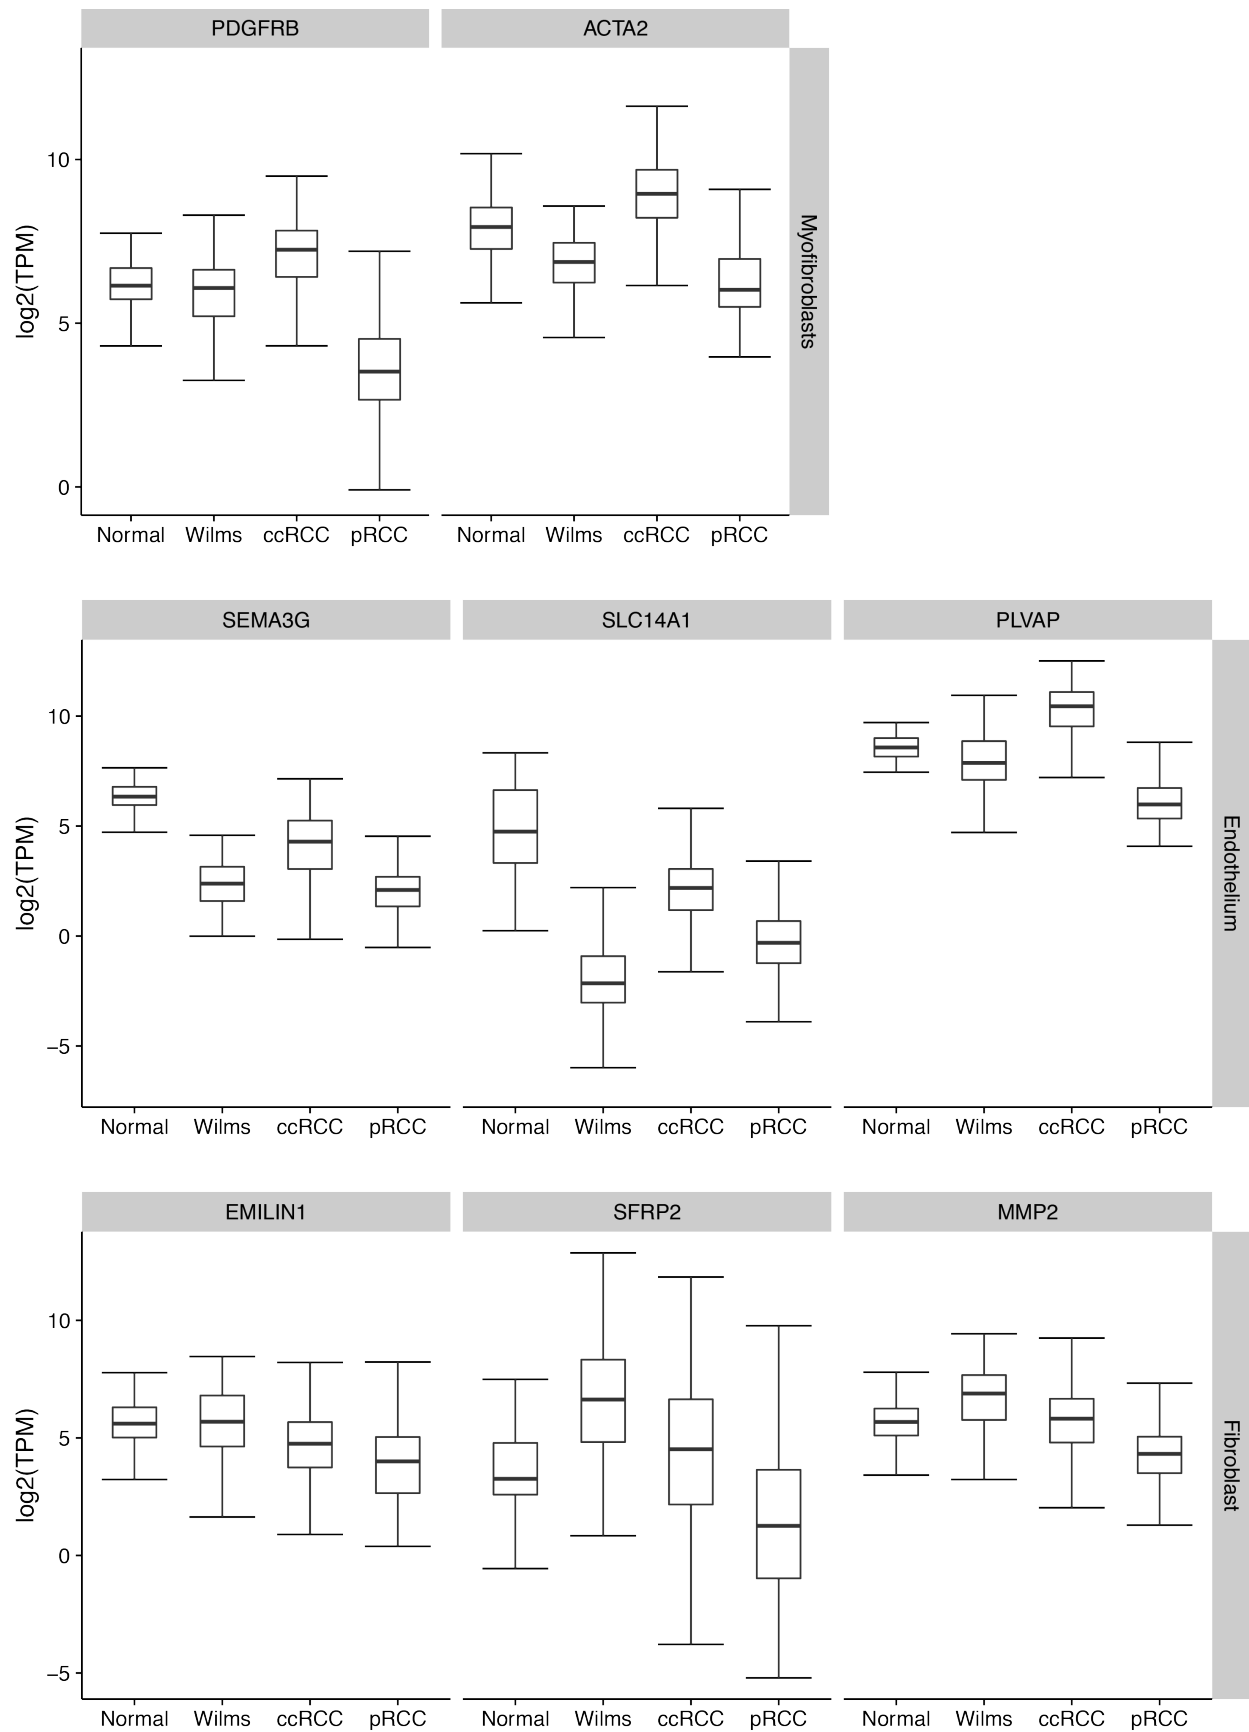 PDGFRB ACTA2
10
5
0
log2(TPM)
Myofibroblasts
Normal Wilms ccRCC pRCC Normal Wilms ccRCC pRCC
SEMA3G SLC14A1 PLVAP
10
5
0
−5
log2(TPM)
Endothelium
Normal Wilms ccRCC pRCC Normal Wilms ccRCC pRCC Normal Wilms ccRCC pRCC
EMILIN1 SFRP2 MMP2
10
5
0
−5
log2(TPM)
Fibroblast
Normal Wilms ccRCC pRCC Normal Wilms ccRCC pRCC Normal Wilms ccRCC pRCC